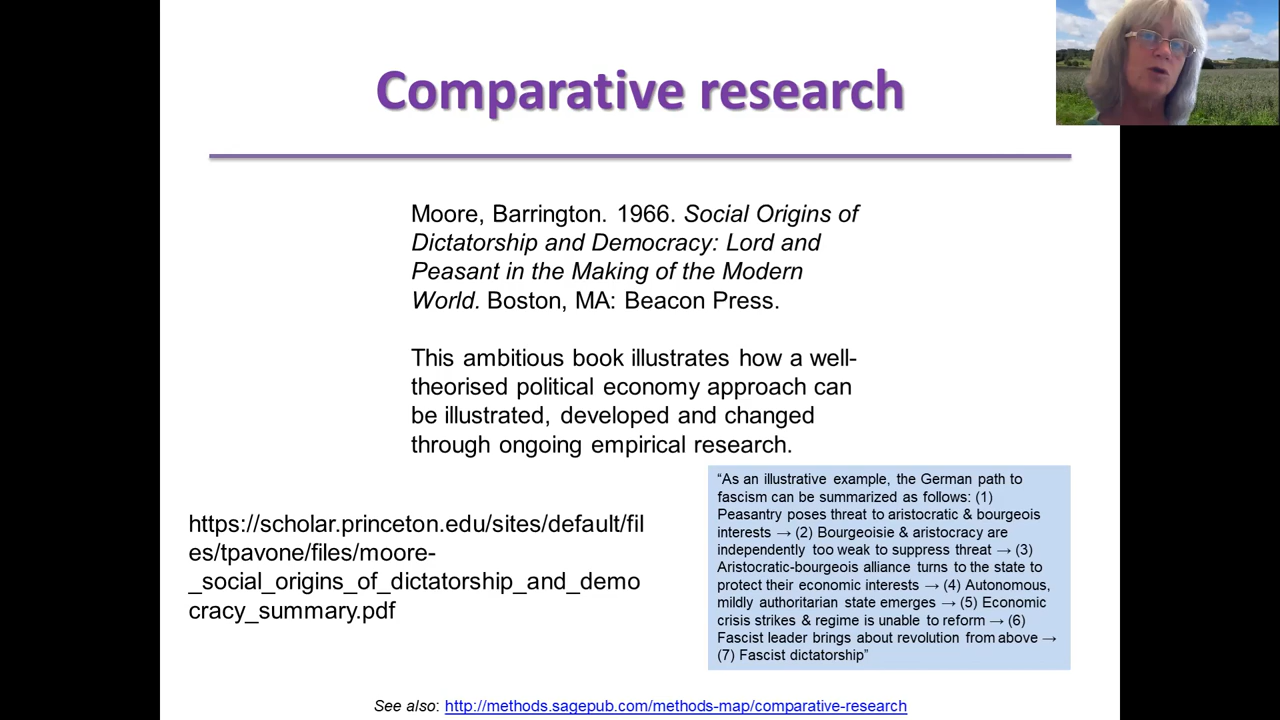 Comparative research
Moore, Barrington. 1966. Social Origins of
Dictatorship and Democracy: Lord and
Peasant in the Making of the Modern
World. Boston, MA: Beacon Press.
This ambitious book illustrates how a well-
theorised political economy approach can
be illustrated, developed and changed
through ongoing empirical research.
https://scholar.princeton.edu/sites/default/fil
es/tpavone/files/moore-
_social_origins_of_dictatorship_and_demo
cracy_summary.pdf
“As an illustrative example, the German path to
fascism can be summarized as follows: (1)
Peasantry poses threat to aristocratic & bourgeois
interests → (2) Bourgeoisie & aristocracy are
independently too weak to suppress threat → (3)
Aristocratic-bourgeois alliance turns to the state to
protect their economic interests → (4) Autonomous,
mildly authoritarian state emerges → (5) Economic
crisis strikes & regime is unable to reform → (6)
Fascist leader brings about revolution from above →
(7) Fascist dictatorship”
See also: http://methods.sagepub.com/methods-map/comparative-research